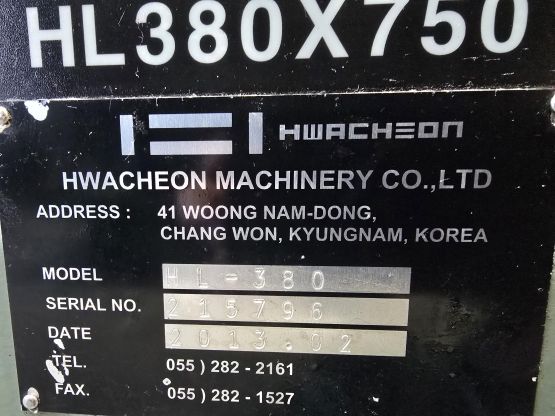 HL380X750
HWACHEON
HWACHEON MACHINERY CO.,LTD
ADDRESS : 41 WOONG NAM-DONG,
CHANG WON, KYUNGNAM, KOREA
MODEL HL-380
SERIAL NO. 215796
DATE 2013.02
TEL. 055 ) 282 - 2161
FAX. 055 ) 282 - 1527